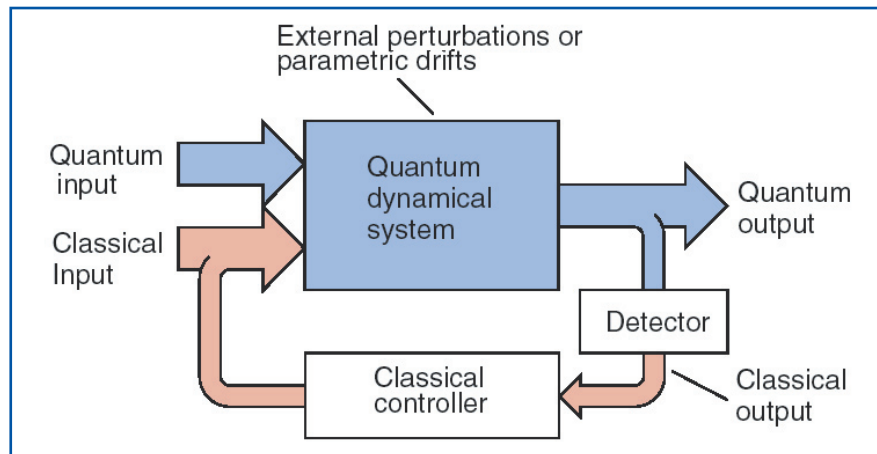 External perturbations or
parametric drifts
Quantum
input
Quantum
dynamical
system
Quantum
output
Classical
Input
Detector
Classical
controller
Classical
output